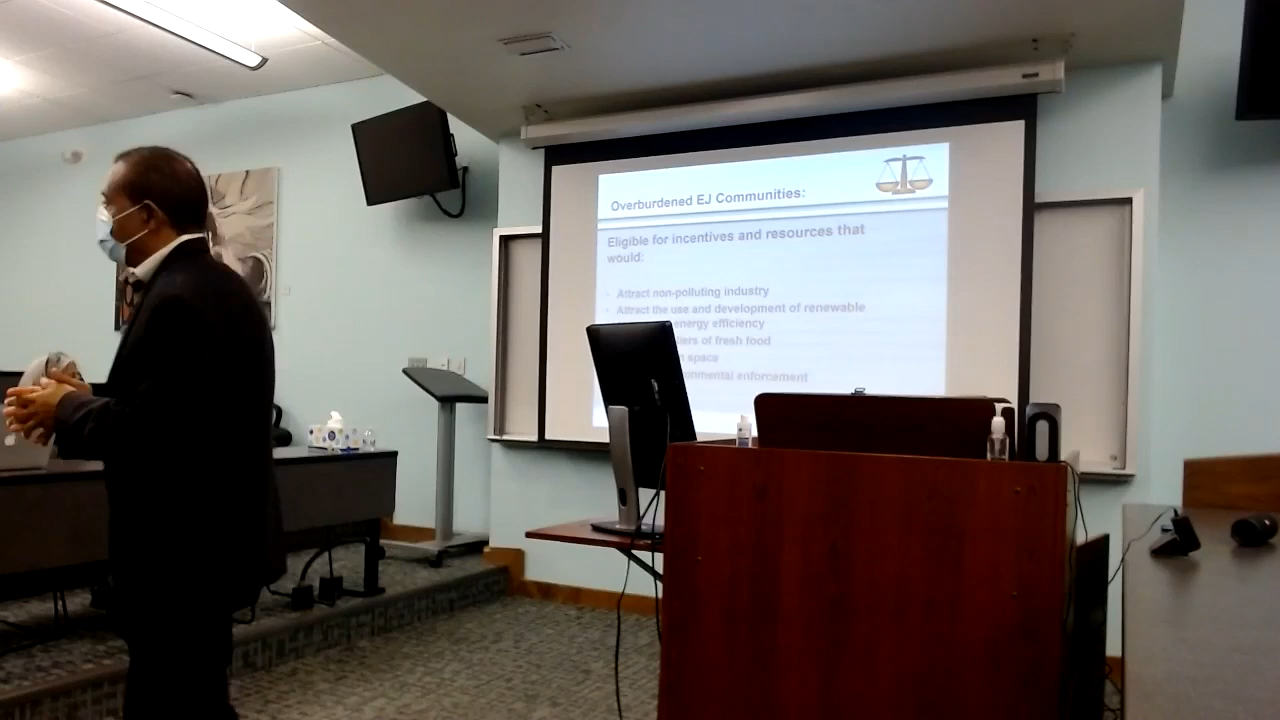 Overburdened EJ Communities:
Eligible for incentives and resources that
would:
- Attract non-polluting industry
- Attract the use and development of renewable
energy efficiency
of fresh food
space
enforcement